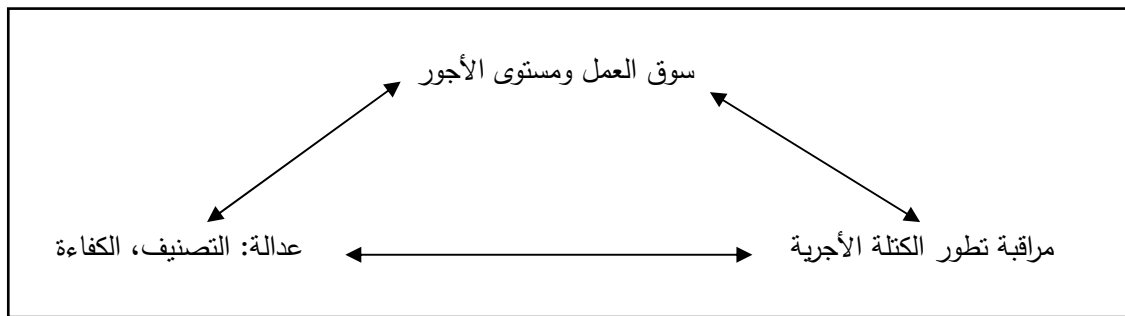 سوق العمل ومستوى الأجور
مراقبة تطور الكتلة الأجرية
عدالة: التصنيف، الكفاءة